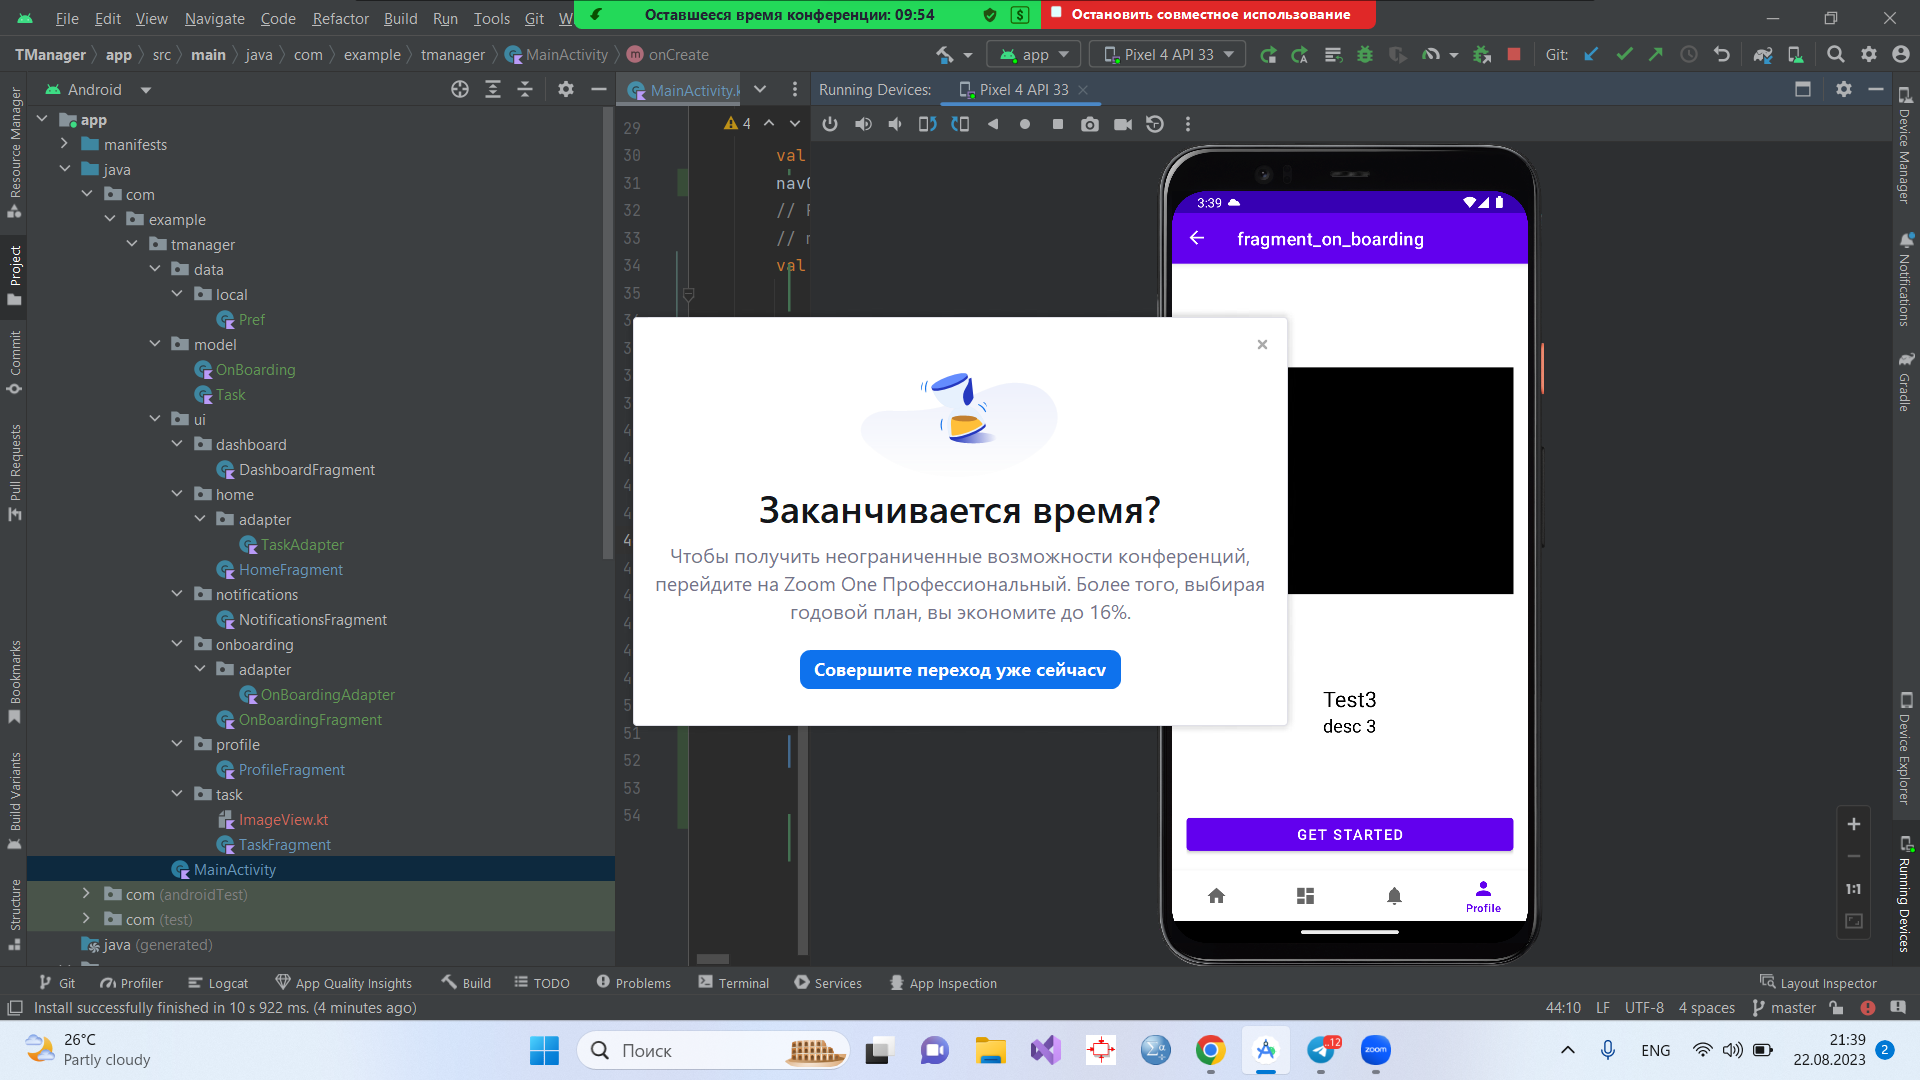 File Edit View Navigate Code Refactor Build Run Tools Git W
Оставшееся время конференции: 09:54
Остановить совместное использование
TManager app src main java com example tmanager MainActivity onCreate
app
Pixel 4 API 33
Git:
Android
MainActivity.k
Running Devices:
Pixel 4 API 33
Resource Manager
Project
Commit
Pull Requests
Bookmarks
Build Variants
Structure
app
manifests
java
com
example
tmanager
data
local
Pref
model
OnBoarding
Task
ui
dashboard
DashboardFragment
home
adapter
TaskAdapter
HomeFragment
notifications
NotificationsFragment
onboarding
adapter
OnBoardingAdapter
OnBoardingFragment
profile
ProfileFragment
task
ImageView.kt
TaskFragment
MainActivity
com (androidTest)
com (test)
java (generated)
4
29
30 val
31
32 //
33 //
34 val
35
51
52
53
54
3:39
fragment_on_boarding
Заканчивается время?
Чтобы получить неограниченные возможности конференций,
перейдите на Zoom One Профессиональный. Более того, выбирая
годовой план, вы экономите до 16%.
Совершите переход уже сейчасv
Test3
desc 3
GET STARTED
Profile
1:1
Device Manager
Notifications
Gradle
Device Explorer
Running Devices
Git Profiler Logcat App Quality Insights Build TODO Problems Terminal Services App Inspection
Layout Inspector
Install successfully finished in 10 s 922 ms. (4 minutes ago)
44:10 LF UTF-8 4 spaces master
26°C
Partly cloudy
Поиск
..12
zoom
ENG
21:39
22.08.2023
2